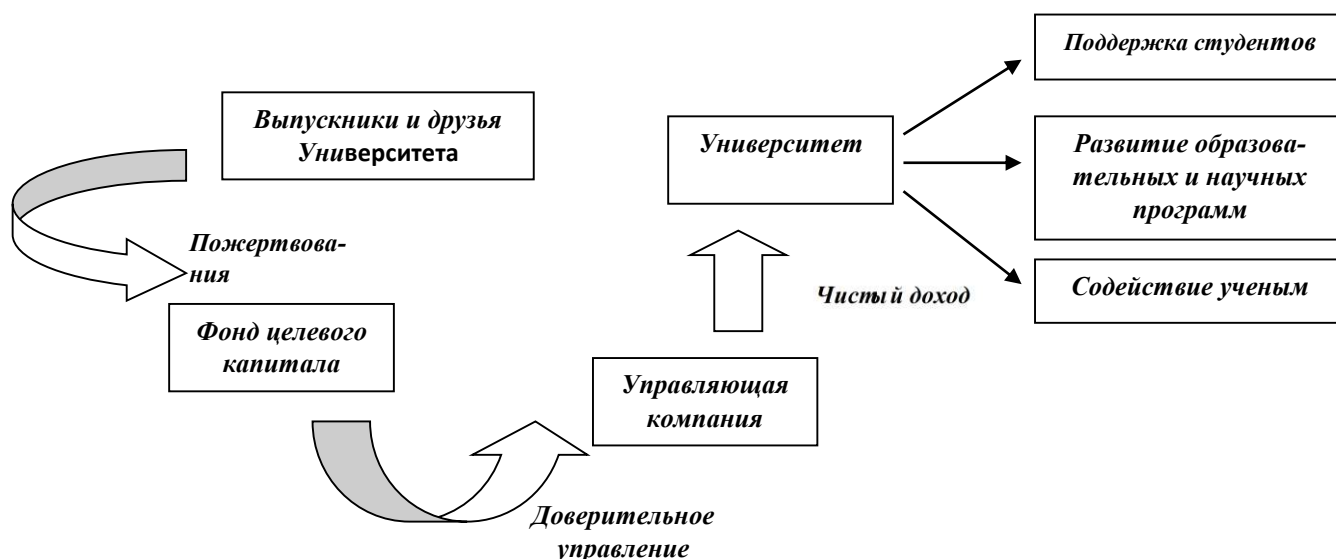 Выпускники и друзья
Университета
Пожертвова-
ния
Фонд целевого
капитала
Доверительное
управление
Управляющая
компания
Чистый доход
Университет
Поддержка студентов
Развитие образова-
тельных и научных
программ
Содействие ученым